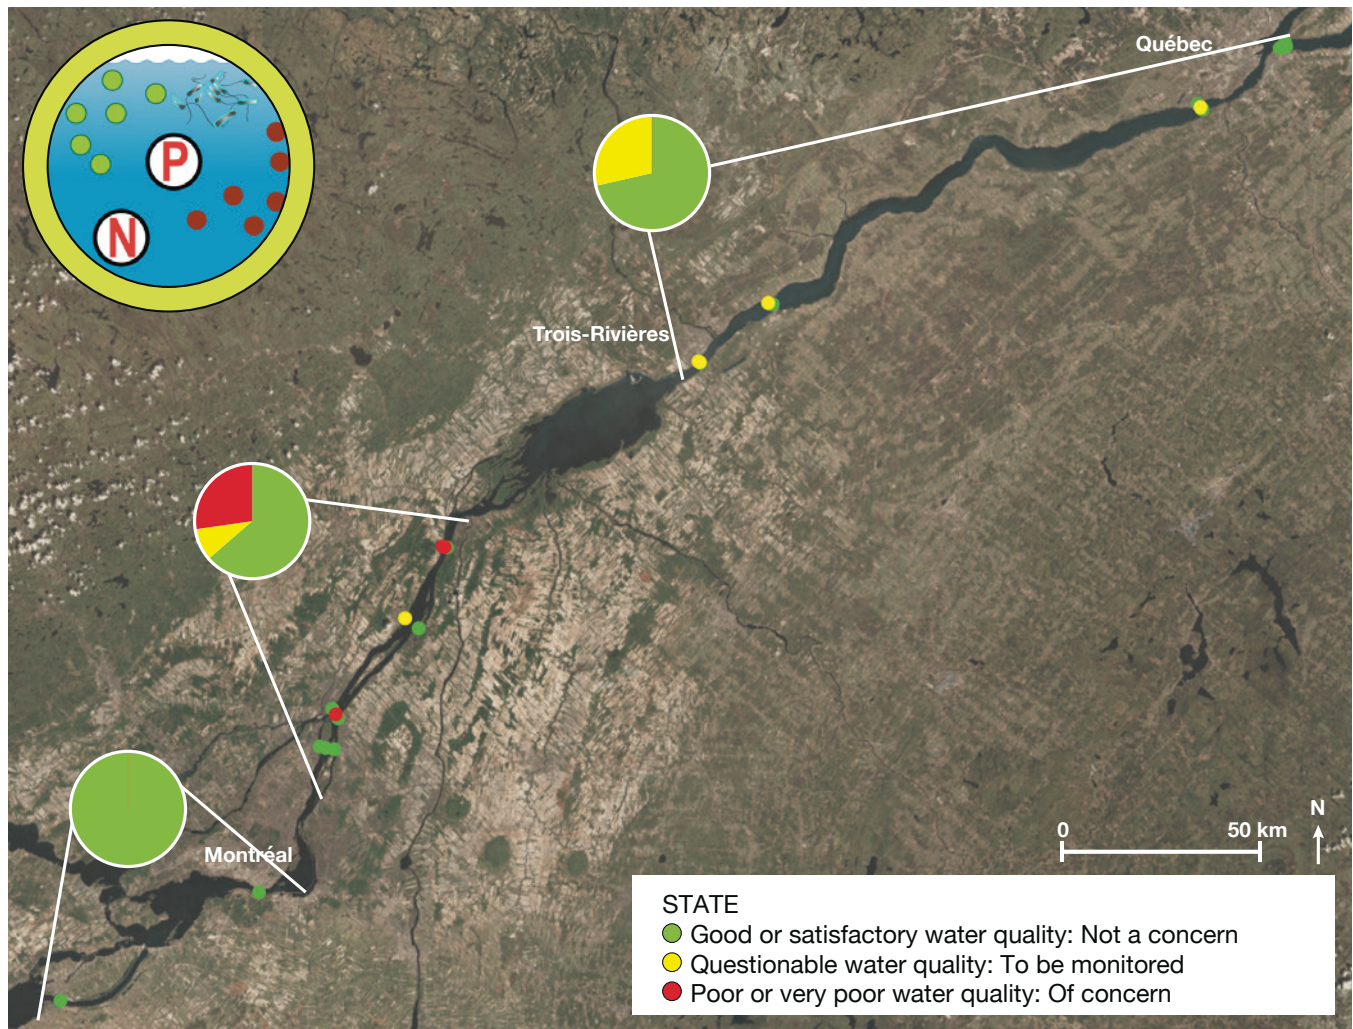 Québec
P
N
Trois-Rivières
Montréal
N
0 50 km
STATE
Good or satisfactory water quality: Not a concern
Questionable water quality: To be monitored
Poor or very poor water quality: Of concern